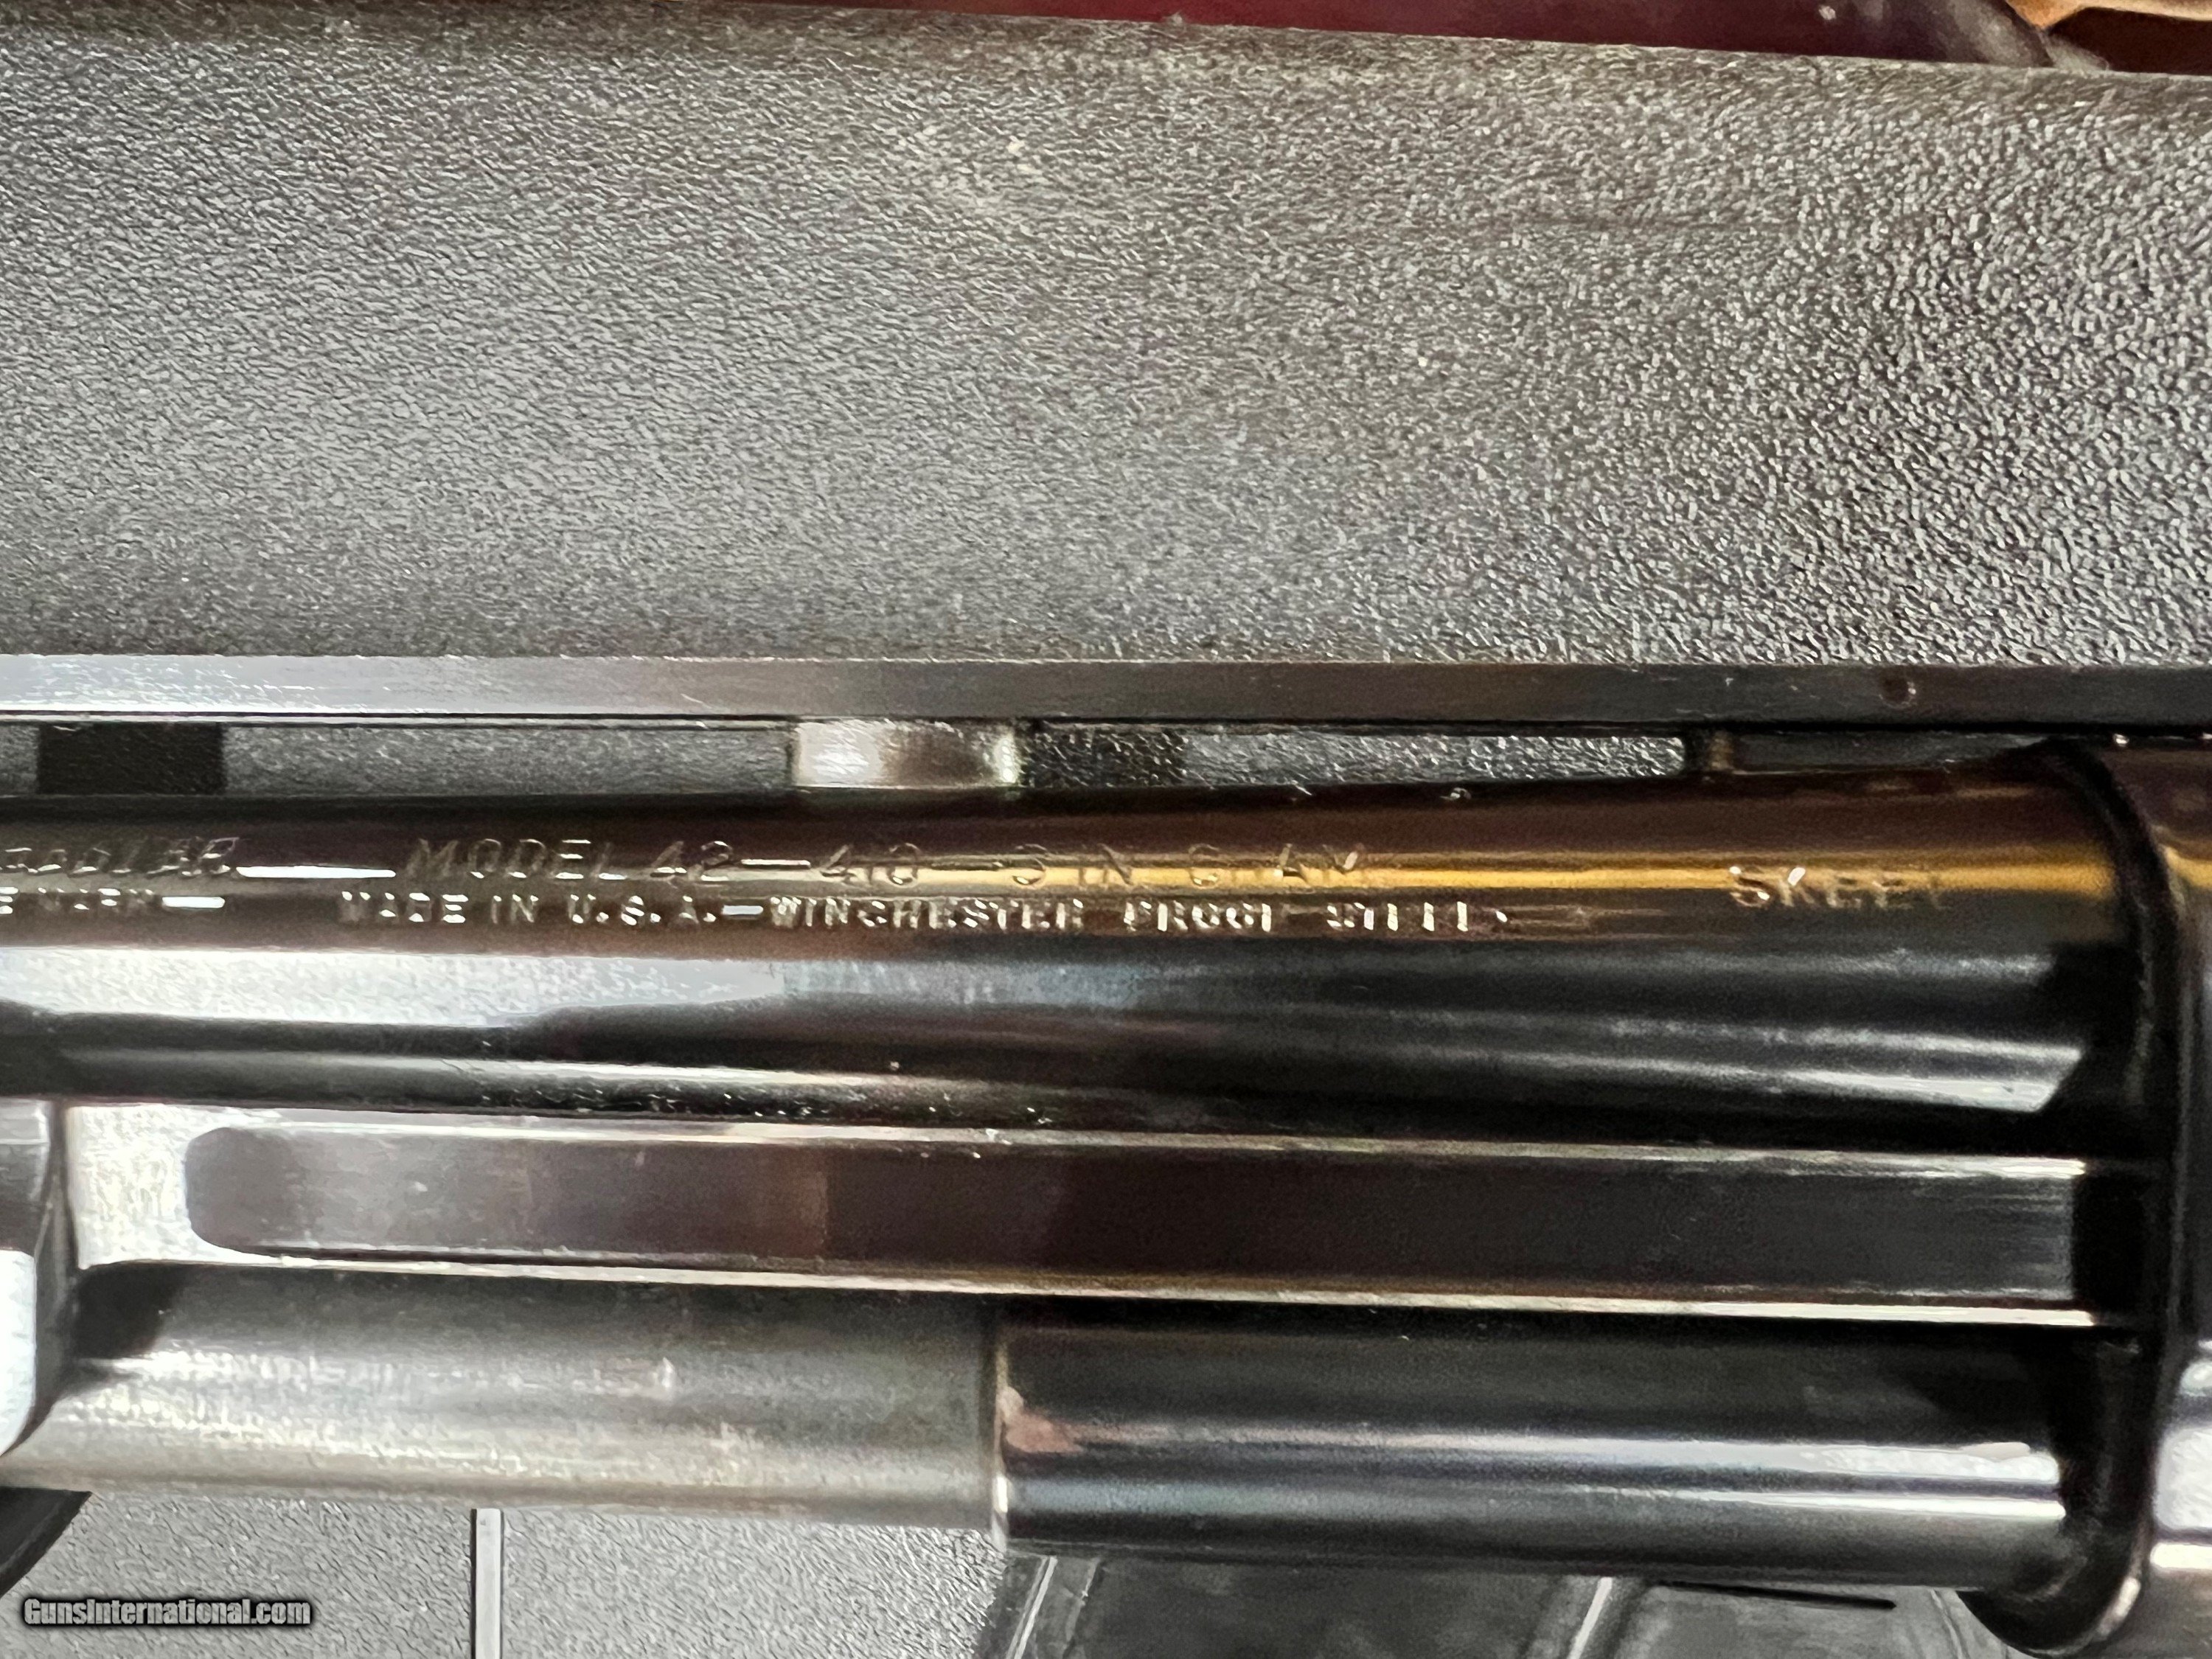 MODEL 42—410—3 IN. CHAM. SKEET
MADE IN U.S.A.—WINCHESTER PROOF STEEL
GunsInternational.com